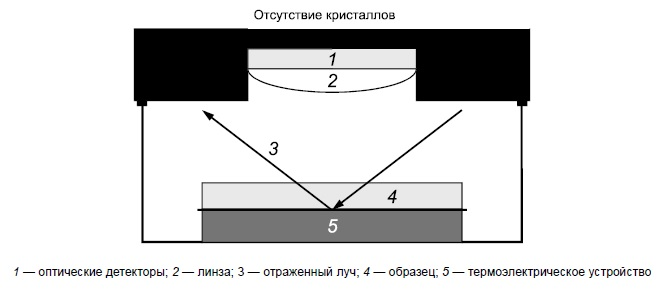 Отсутствие кристаллов
1
2
3
4
5
1 — оптические детекторы; 2 — линза; 3 — отраженный луч; 4 — образец; 5 — термоэлектрическое устройство